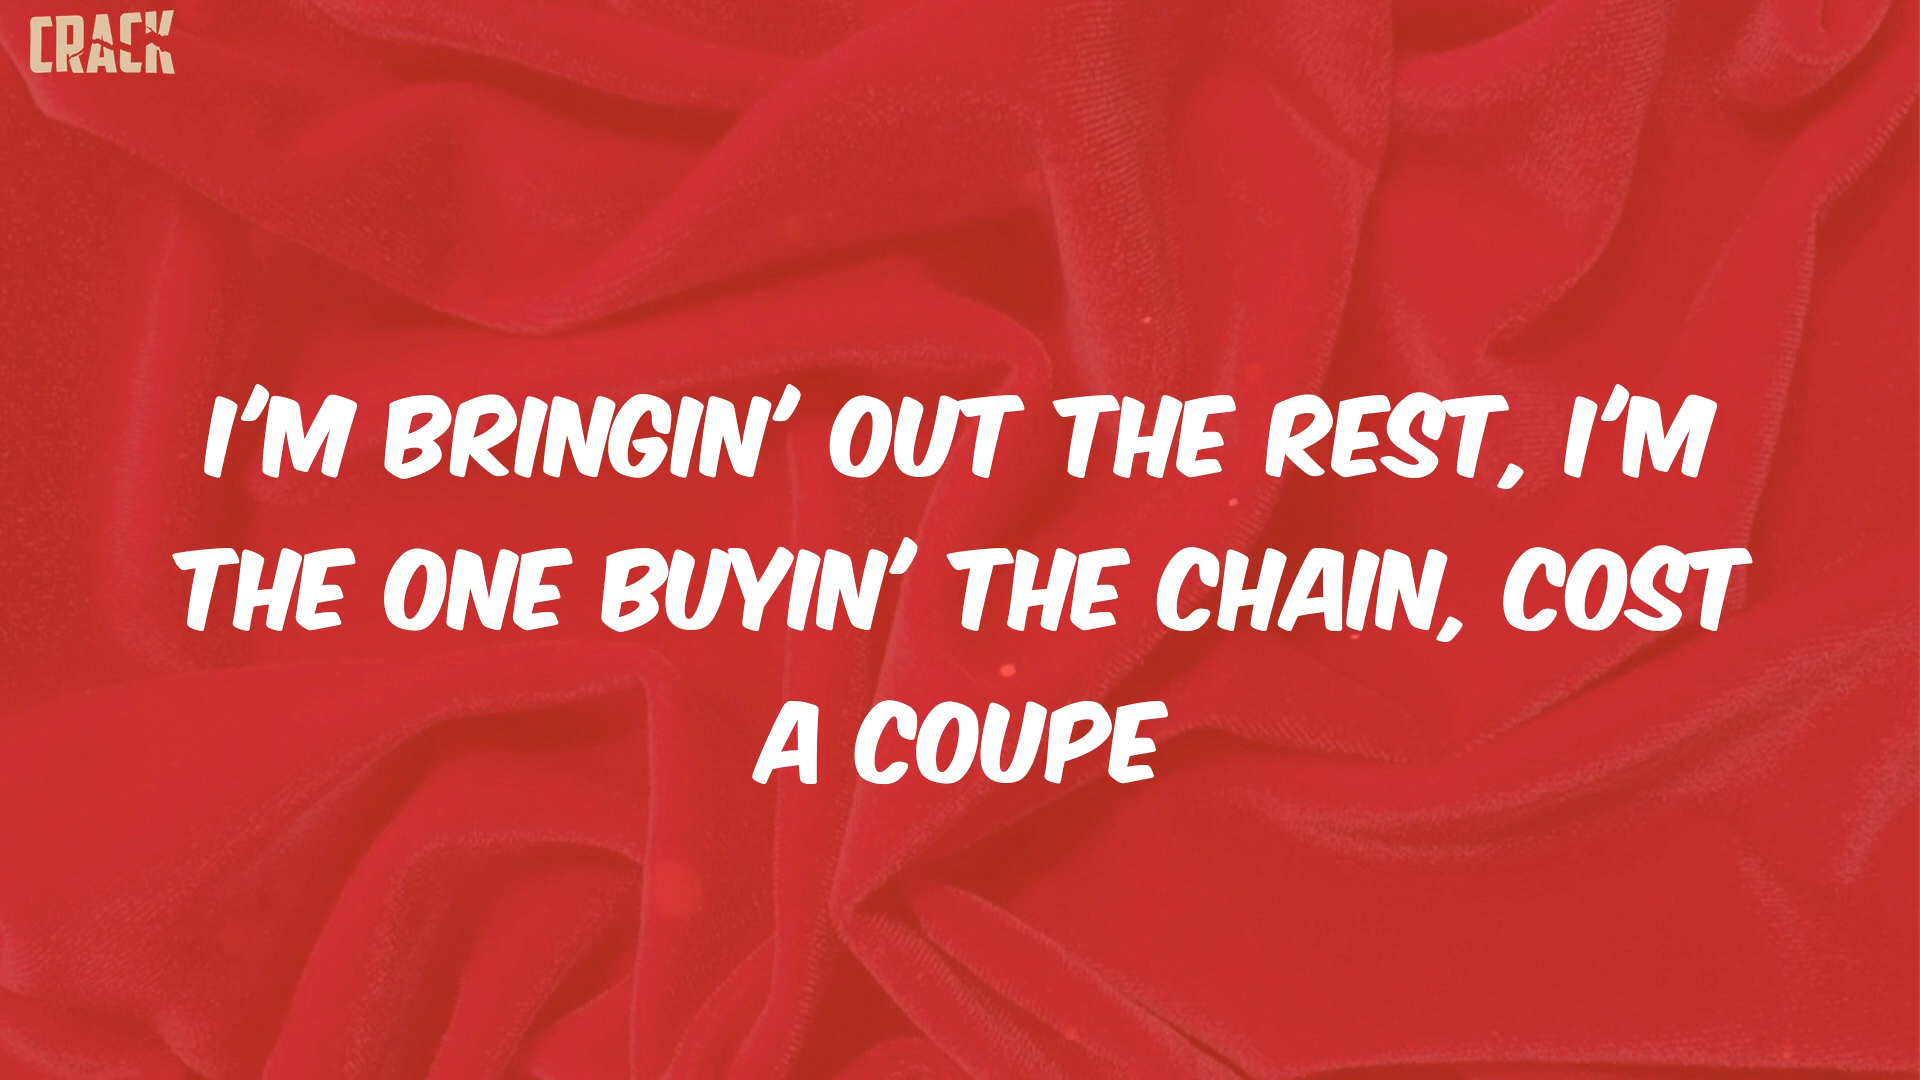 CRACK
I'M BRINGIN' OUT THE REST, I'M
THE ONE BUYIN' THE CHAIN, COST
A COUPE